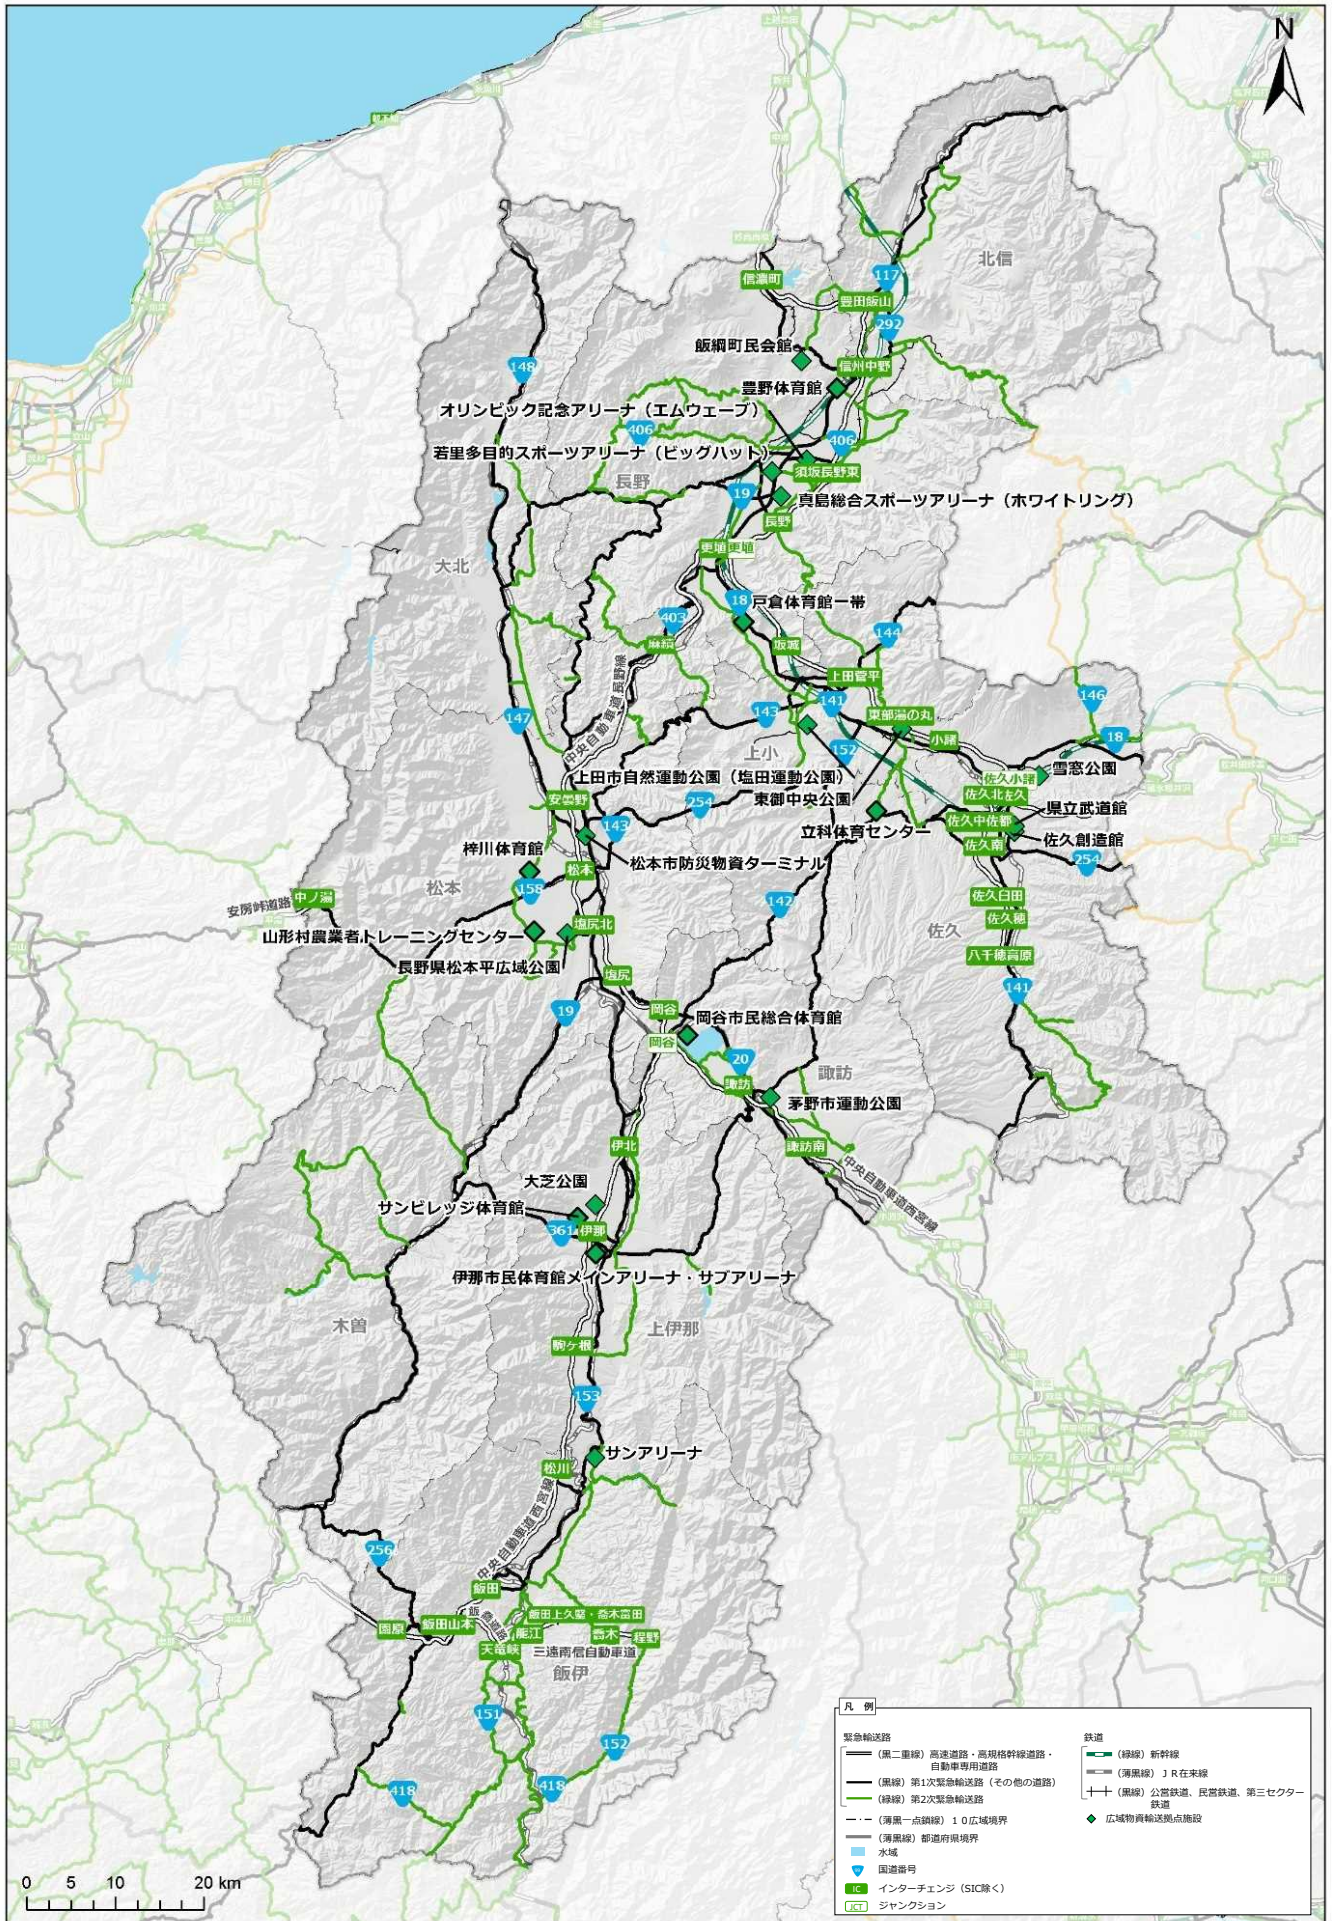 N
北信
信濃町
117
豊田飯山
292
飯綱町民会館
信州中野
148
豊野体育館
オリンピック記念アリーナ（エムウェーブ）
406
406
若里多目的スポーツアリーナ（ビッグハット）
須坂長野東
長野
19
真島総合スポーツアリーナ（ホワイトリング）
長野
更埴
更埴
大北
18
戸倉体育館一帯
403
144
麻績
坂城
中央自動車道長野線
上田菅平
146
141
147
143
東部湯の丸
18
小諸
上小
152
上田市自然運動公園（塩田運動公園）
佐久小諸
雪窓公園
安曇野
254
東御中央公園
佐久北
県立武道館
143
佐久中佐都
立科体育センター
佐久南
佐久創造館
梓川体育館
松本市防災物資ターミナル
254
松本
松本
158
中ノ湯
安房峠道路
142
佐久臼田
佐久穂
塩尻北
佐久
山形村農業者トレーニングセンター
長野県松本平広域公園
八千穂高原
塩尻
141
19
岡谷
岡谷市民総合体育館
岡谷
20
諏訪
諏訪
茅野市運動公園
伊北
諏訪南
中央自動車道西宮線
大芝公園
サンビレッジ体育館
361
伊那
伊那市民体育館メインアリーナ・サブアリーナ
木曽
上伊那
駒ヶ根
153
サンアリーナ
松川
中央自動車道西宮線
256
飯田
飯田上久堅・喬木富田
飯田山本
園原
飯喬道路
龍江
喬木
程野
天竜峡
三遠南信自動車道
飯伊
151
152
418
418
0 5 10 20 km
凡 例
緊急輸送路
（黒二重線）高速道路・高規格幹線道路・
自動車専用道路
（黒線）第1次緊急輸送路（その他の道路）
（緑線）第2次緊急輸送路
（薄黒一点鎖線）１０広域境界
（薄黒線）都道府県境界
水域
国道番号
IC インターチェンジ（SIC除く）
JCT ジャンクション
鉄道
（緑線）新幹線
（薄黒線）ＪＲ在来線
（黒線）公営鉄道、民営鉄道、第三セクター
鉄道
広域物資輸送拠点施設